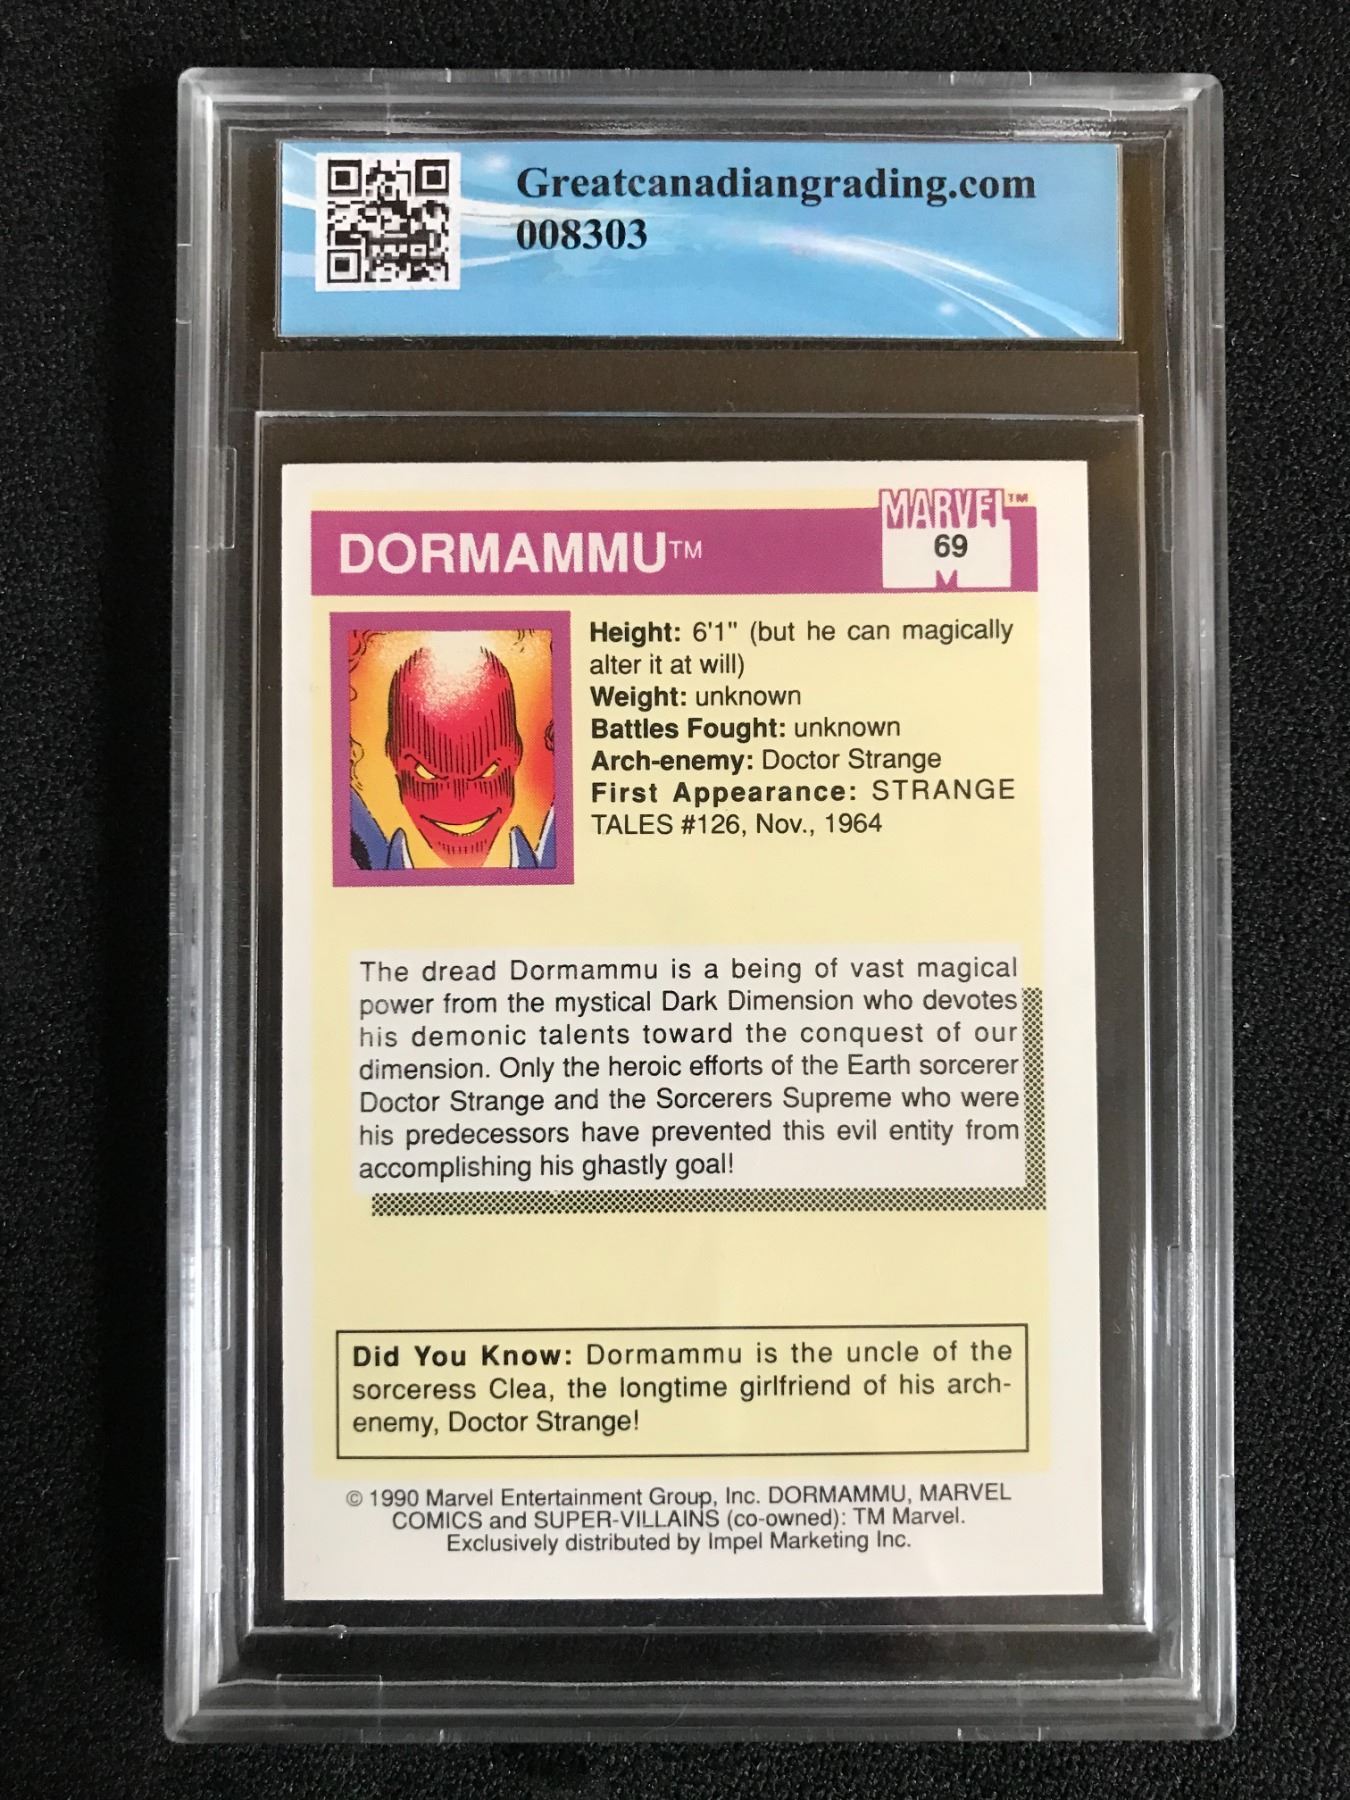 Greatcanadiangrading.com
008303
MARVEL™
DORMAMMU™
69
M
Height: 6'1" (but he can magically
alter it at will)
Weight: unknown
Battles Fought: unknown
Arch-enemy: Doctor Strange
First Appearance: STRANGE
TALES #126, Nov., 1964
The dread Dormammu is a being of vast magical
power from the mystical Dark Dimension who devotes
his demonic talents toward the conquest of our
dimension. Only the heroic efforts of the Earth sorcerer
Doctor Strange and the Sorcerers Supreme who were
his predecessors have prevented this evil entity from
accomplishing his ghastly goal!
Did You Know: Dormammu is the uncle of the
sorceress Clea, the longtime girlfriend of his arch-
enemy, Doctor Strange!
© 1990 Marvel Entertainment Group, Inc. DORMAMMU, MARVEL
COMICS and SUPER-VILLAINS (co-owned): TM Marvel.
Exclusively distributed by Impel Marketing Inc.